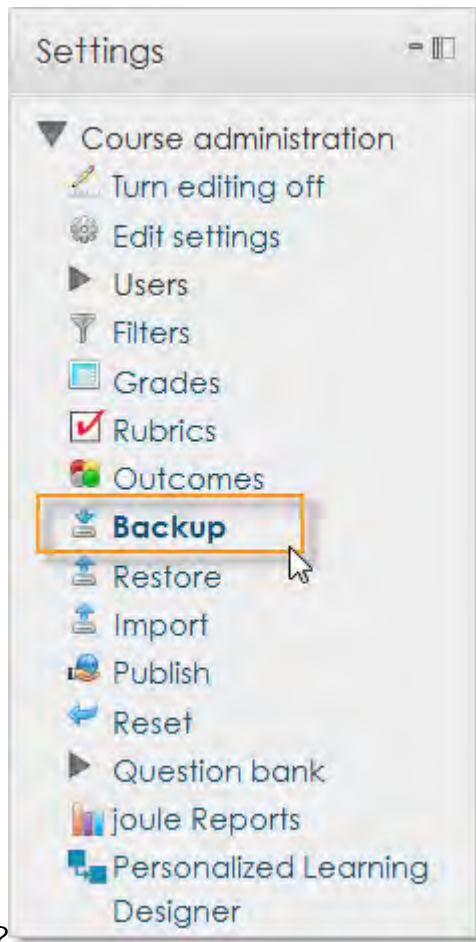 Settings
Course administration
Turn editing off
Edit settings
Users
Filters
Grades
Rubrics
Outcomes
Backup
Restore
Import
Publish
Reset
Question bank
joule Reports
Personalized Learning
Designer
?